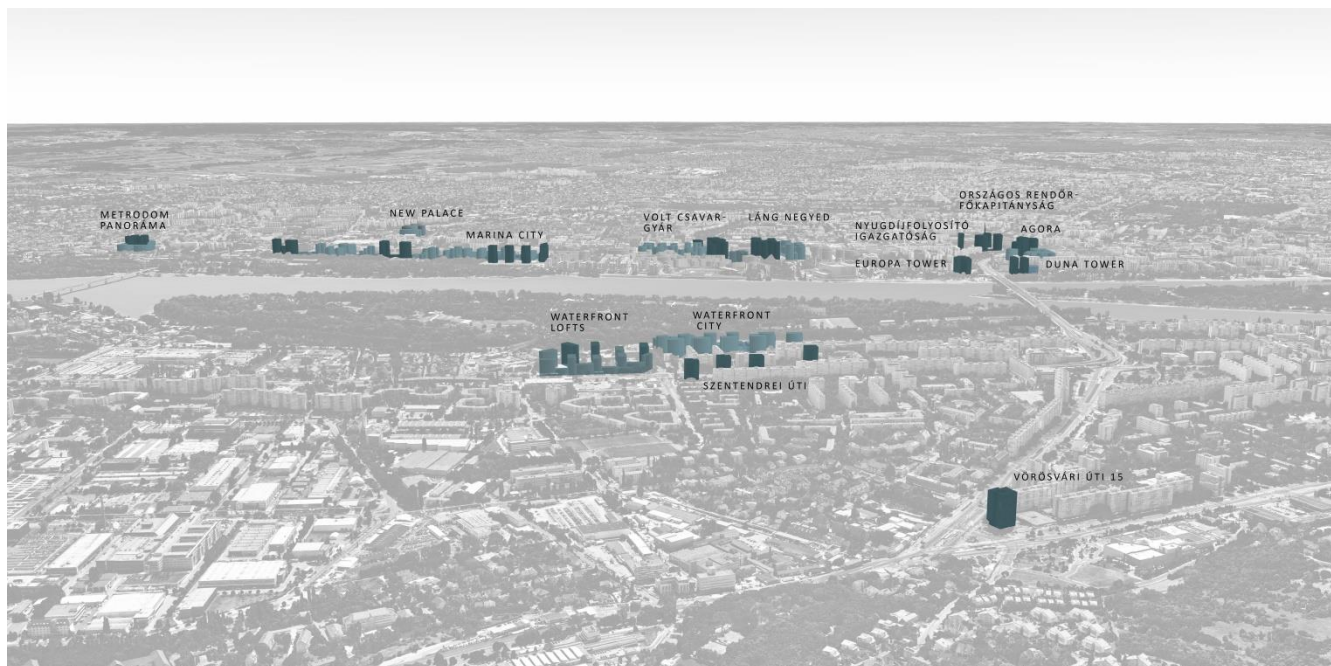 METRODOM
PANORÁMA
NEW PALACE
MARINA CITY
VOLT CSAVAR-
GYÁR
LÁNG NEGYED
ORSZÁGOS RENDŐR-
FŐKAPITÁNYSÁG
NYUGDÍJFOLYOSÍTÓ
IGAZGATÓSÁG
AGORA
EUROPA TOWER
DUNA TOWER
WATERFRONT
LOFTS
WATERFRONT
CITY
SZENTENDREI ÚTI
VÖRÖSVÁRI ÚTI 15